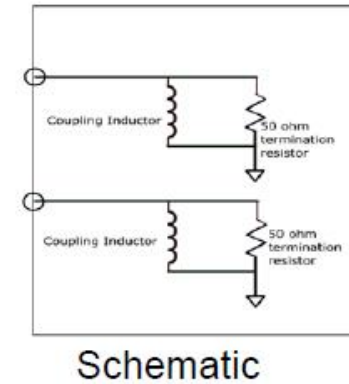 Coupling Inductor
50 ohm
termination
resistor
Coupling Inductor
50 ohm
termination
resistor
Schematic